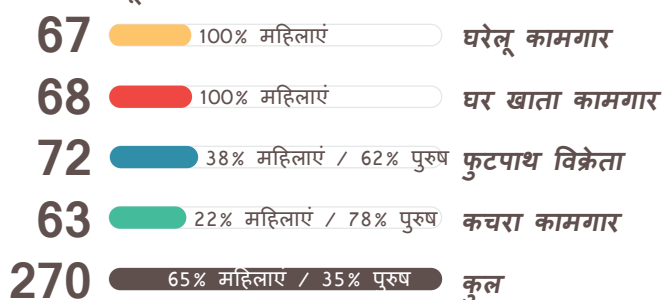 67 100% महिलाएं घरेलू कामगार
68 100% महिलाएं घर खाता कामगार
72 38% महिलाएं / 62% पुरुष फुटपाथ विक्रेता
63 22% महिलाएं / 78% पुरुष कचरा कामगार
270 65% महिलाएं / 35% पुरुष कुल